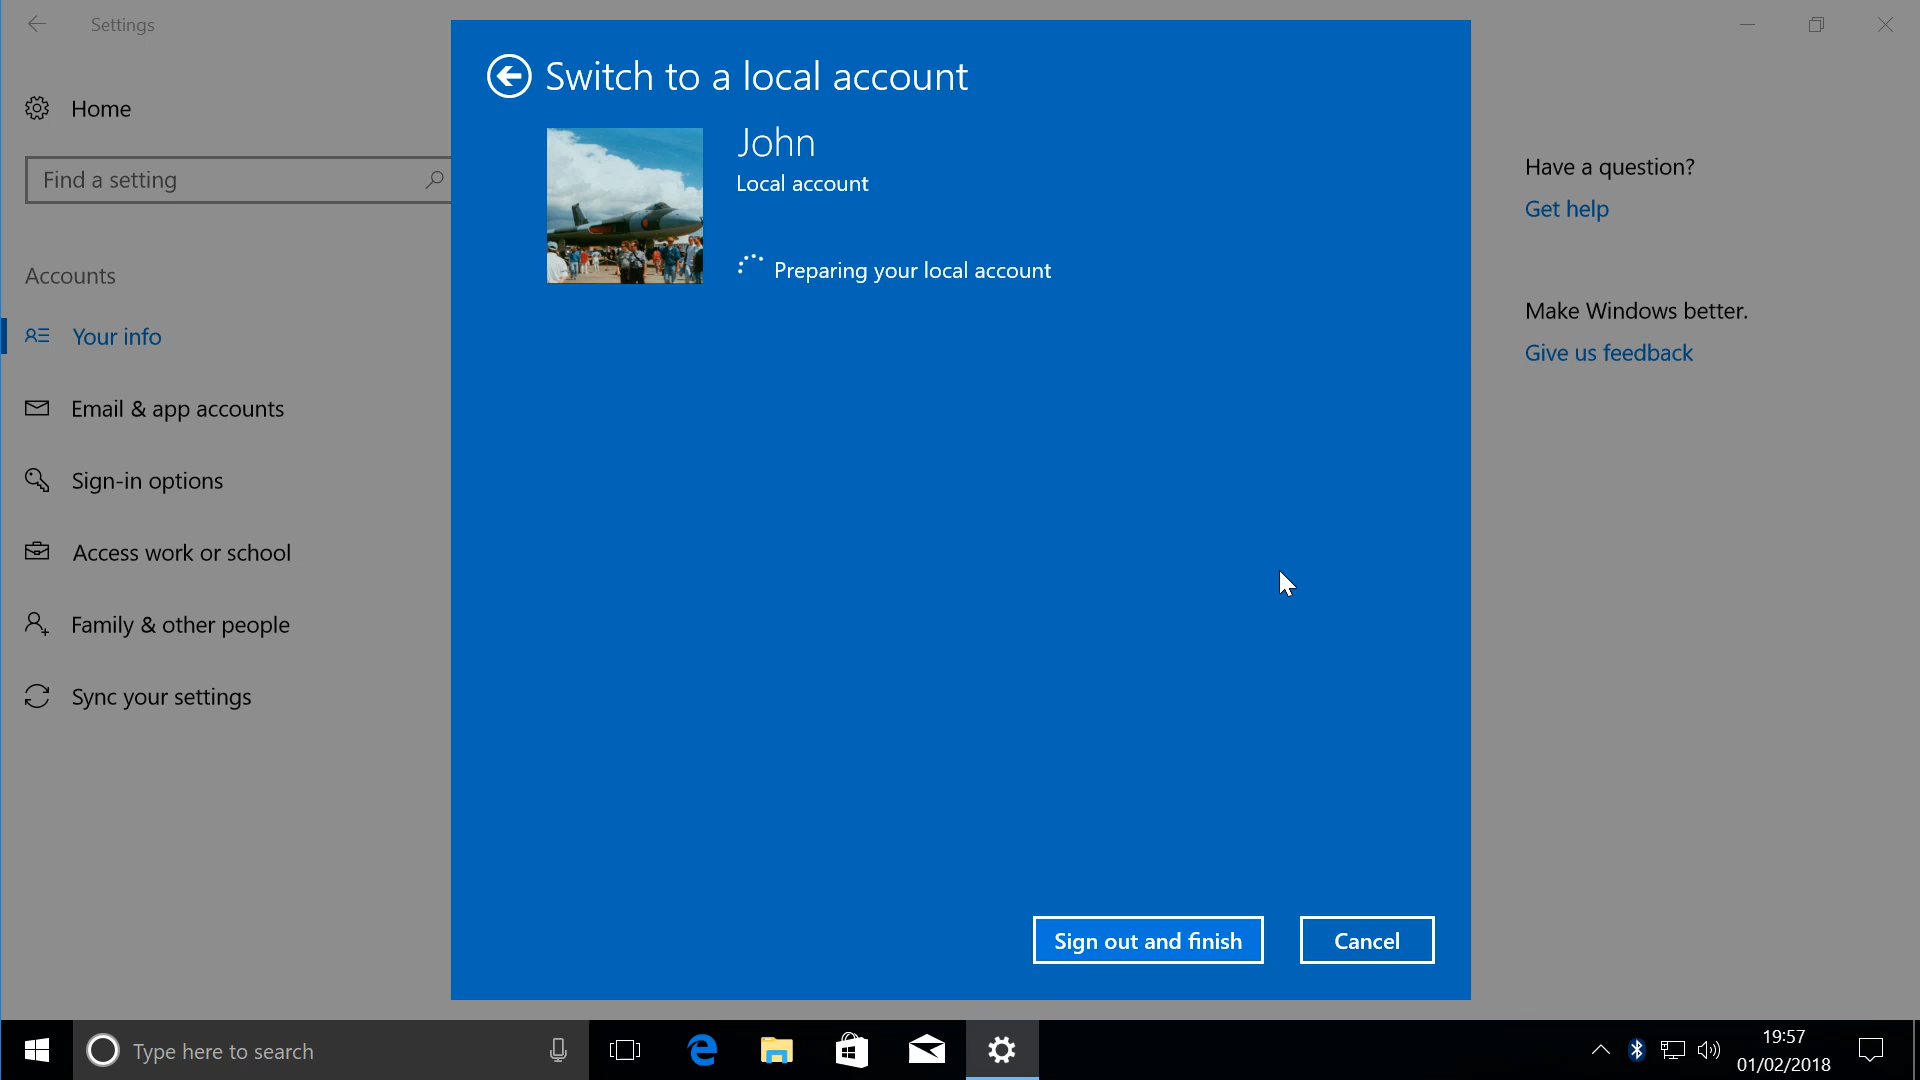 Settings
Home
Find a setting
Accounts
Your info
Email & app accounts
Sign-in options
Access work or school
Family & other people
Sync your settings
Switch to a local account
John
Local account
Preparing your local account
Sign out and finish
Cancel
Have a question?
Get help
Make Windows better.
Give us feedback
Type here to search
19:57
01/02/2018